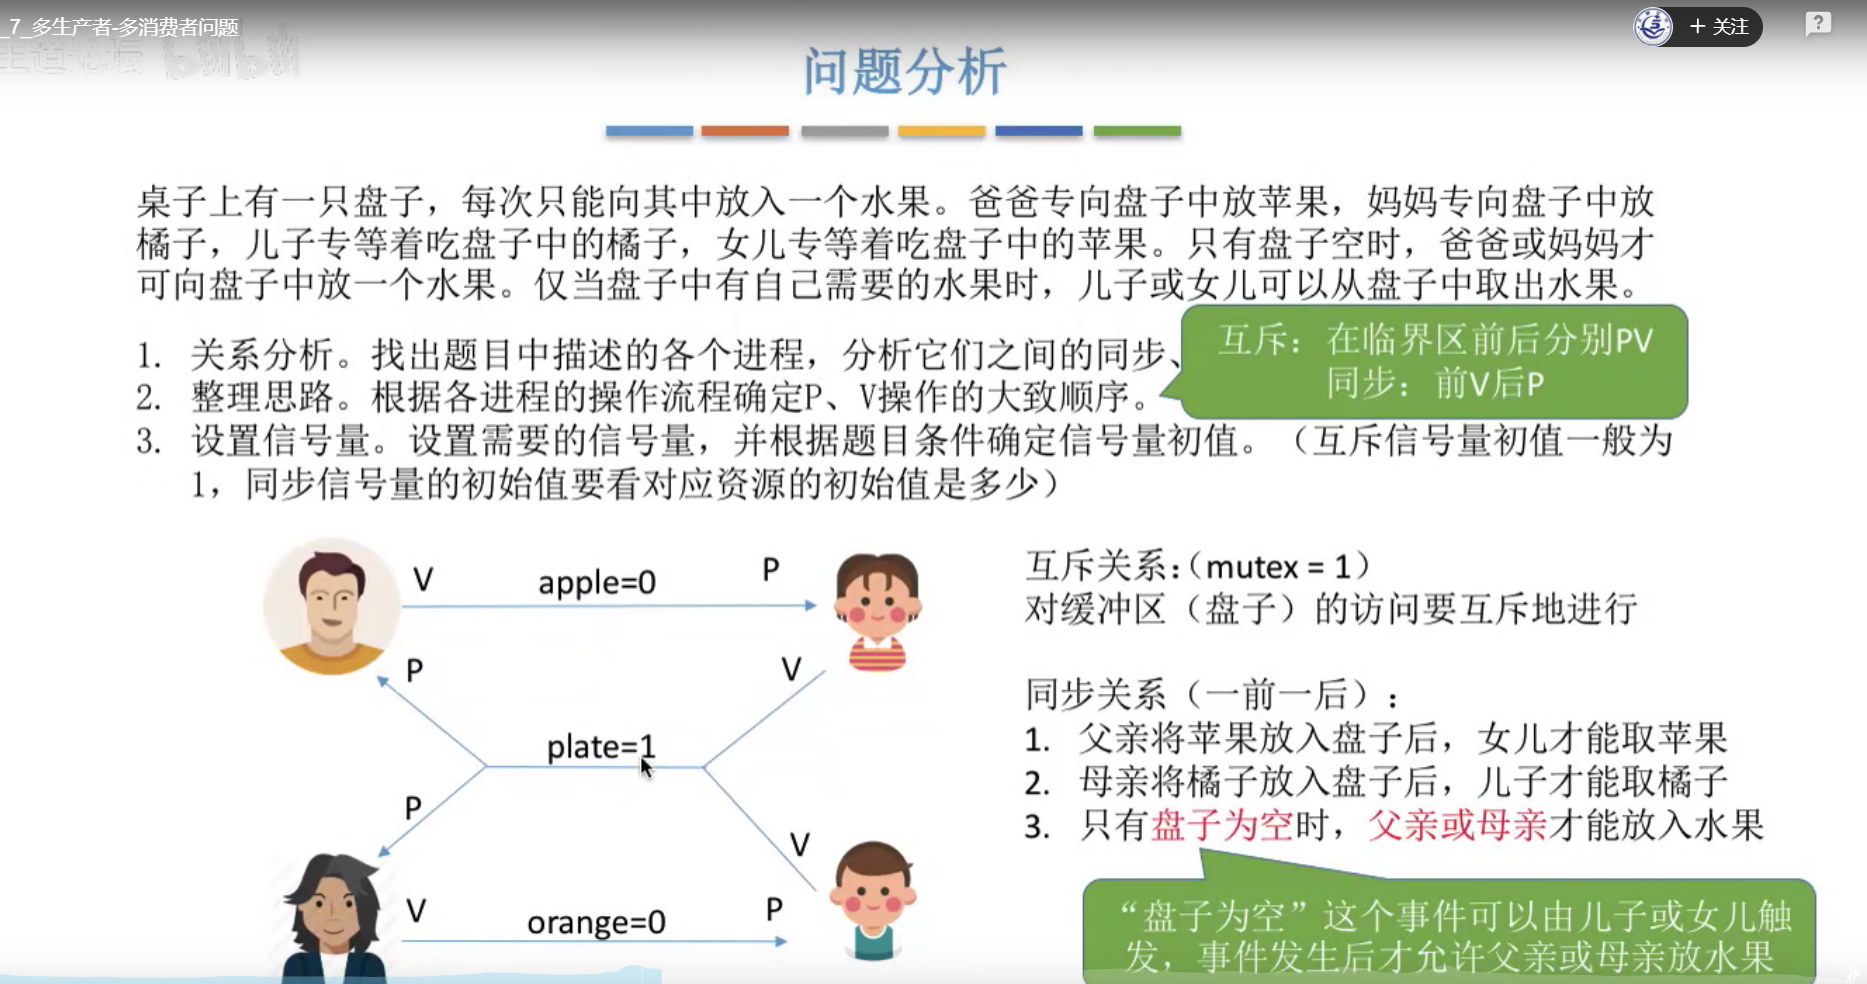 _7_多生产者-多消费者问题
王道论坛 bilibili
+ 关注
?
问题分析
桌子上有一只盘子，每次只能向其中放入一个水果。爸爸专向盘子中放苹果，妈妈专向盘子中放
橘子，儿子专等着吃盘子中的橘子，女儿专等着吃盘子中的苹果。只有盘子空时，爸爸或妈妈才
可向盘子中放一个水果。仅当盘子中有自己需要的水果时，儿子或女儿可以从盘子中取出水果。
1. 关系分析。找出题目中描述的各个进程，分析它们之间的同步、
2. 整理思路。根据各进程的操作流程确定P、V操作的大致顺序。
3. 设置信号量。设置需要的信号量，并根据题目条件确定信号量初值。（互斥信号量初值一般为
1，同步信号量的初始值要看对应资源的初始值是多少）
互斥：在临界区前后分别PV
同步：前V后P
V apple=0 P
P V
plate=1
P V
V orange=0 P
互斥关系：（mutex = 1）
对缓冲区（盘子）的访问要互斥地进行
同步关系（一前一后）：
1. 父亲将苹果放入盘子后，女儿才能取苹果
2. 母亲将橘子放入盘子后，儿子才能取橘子
3. 只有盘子为空时，父亲或母亲才能放入水果
“盘子为空”这个事件可以由儿子或女儿触
发，事件发生后才允许父亲或母亲放水果